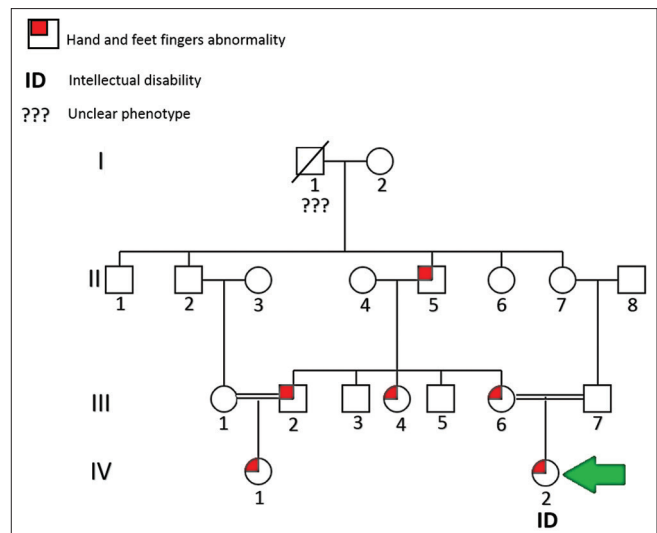 Hand and feet fingers abnormality
ID Intellectual disability
??? Unclear phenotype
I
1 2
???
II
1 2 3 4 5 6 7 8
III
1 2 3 4 5 6 7
IV
1 2
ID